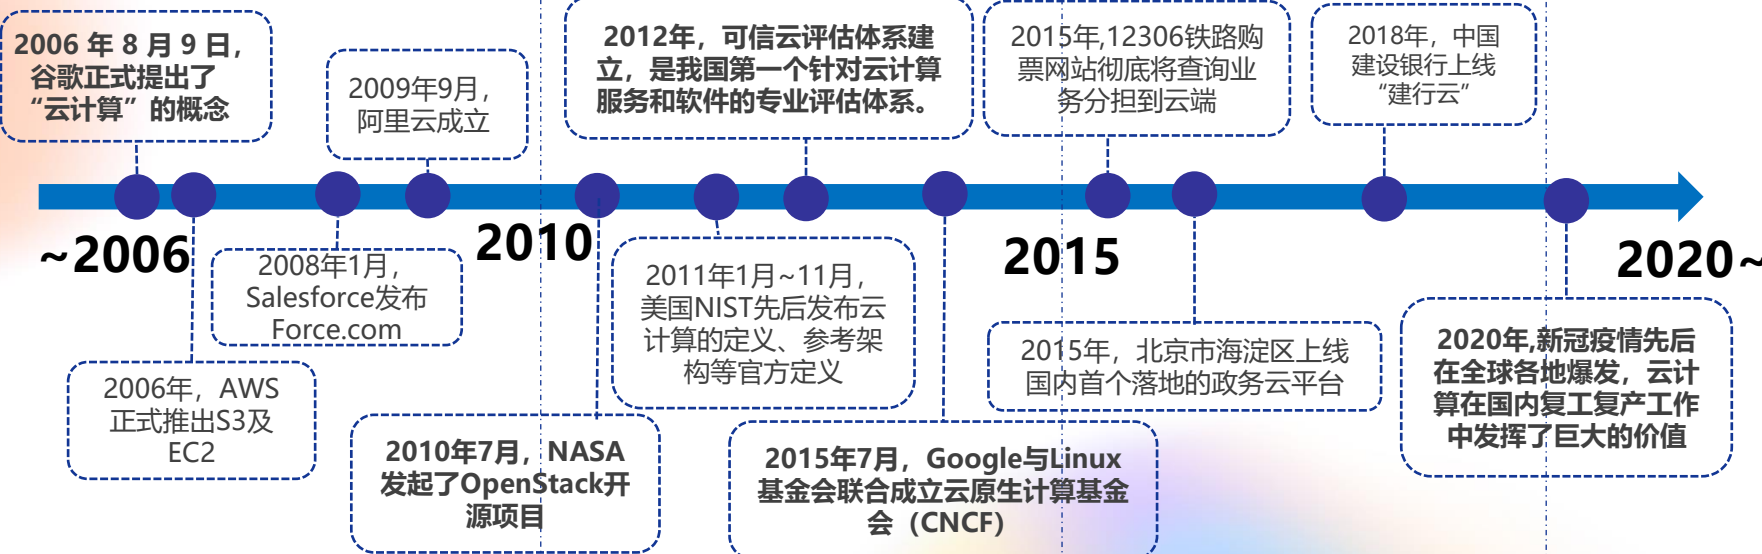 2006 年 8 月 9 日，
谷歌正式提出了
“云计算”的概念
2009年9月，
阿里云成立
2012年，可信云评估体系建
立，是我国第一个针对云计算
服务和软件的专业评估体系。
2015年,12306铁路购
票网站彻底将查询业
务分担到云端
2018年，中国
建设银行上线
“建行云”
~2006
2010
2015
2020~
2006年，AWS
正式推出S3及
EC2
2008年1月，
Salesforce发布
Force.com
2010年7月，NASA
发起了OpenStack开
源项目
2011年1月~11月，
美国NIST先后发布云
计算的定义、参考架
构等官方定义
2015年7月，Google与Linux
基金会联合成立云原生计算基金
会（CNCF）
2015年，北京市海淀区上线
国内首个落地的政务云平台
2020年,新冠疫情先后
在全球各地爆发，云计
算在国内复工复产工作
中发挥了巨大的价值